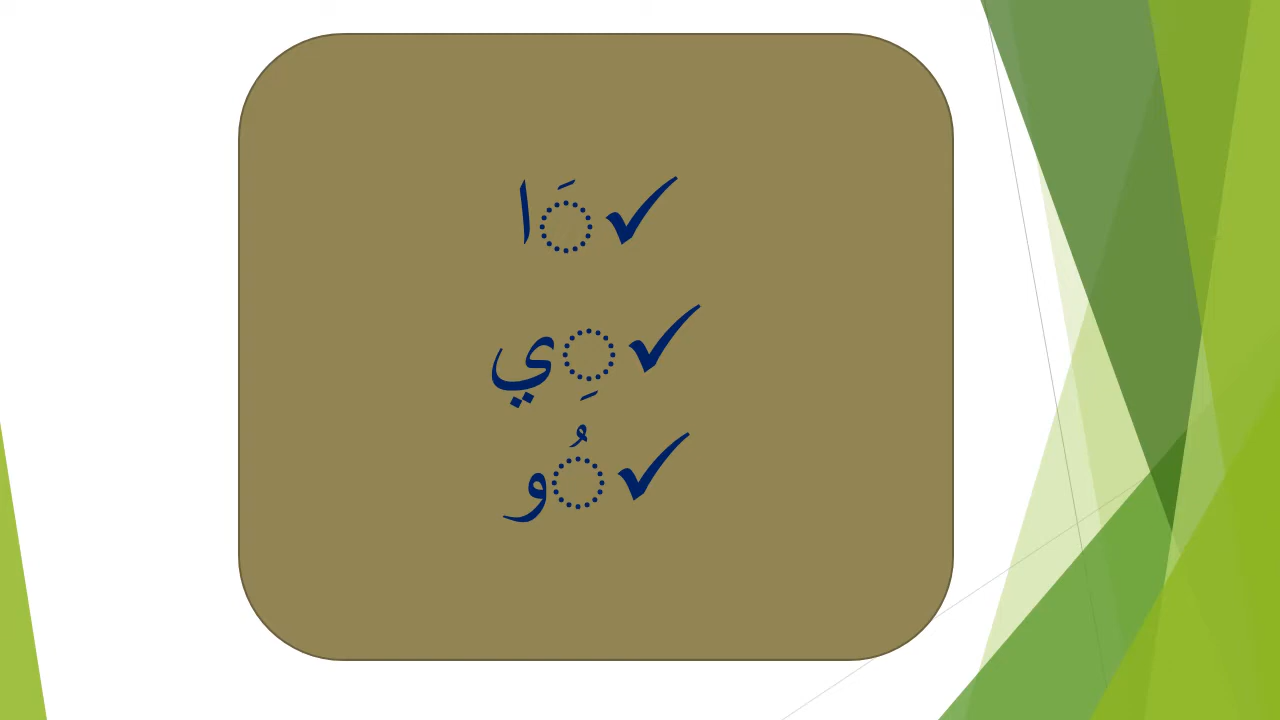 ✓ ◌َا
✓ ◌ِي
✓ ◌ُو